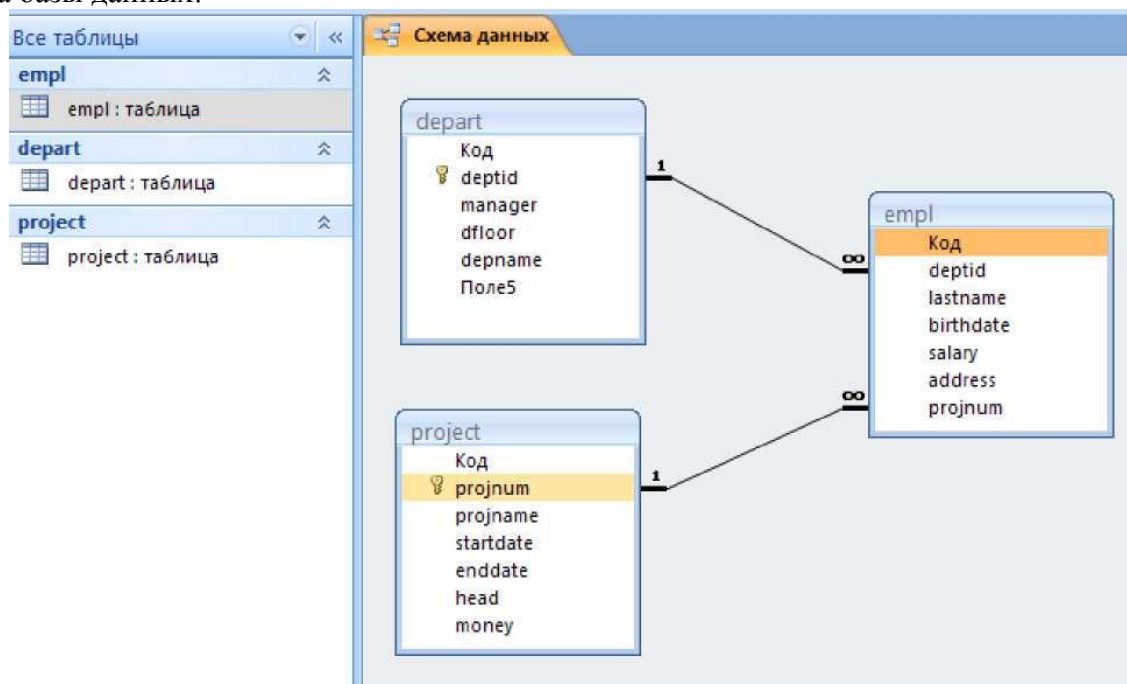 Все таблицы
empl
empl : таблица
depart
depart : таблица
project
project : таблица
Схема данных
depart
Код
deptid
manager
dfloor
depname
Поле5
1
∞
empl
Код
deptid
lastname
birthdate
salary
address
projnum
∞
project
Код
projnum
projname
startdate
enddate
head
money
1